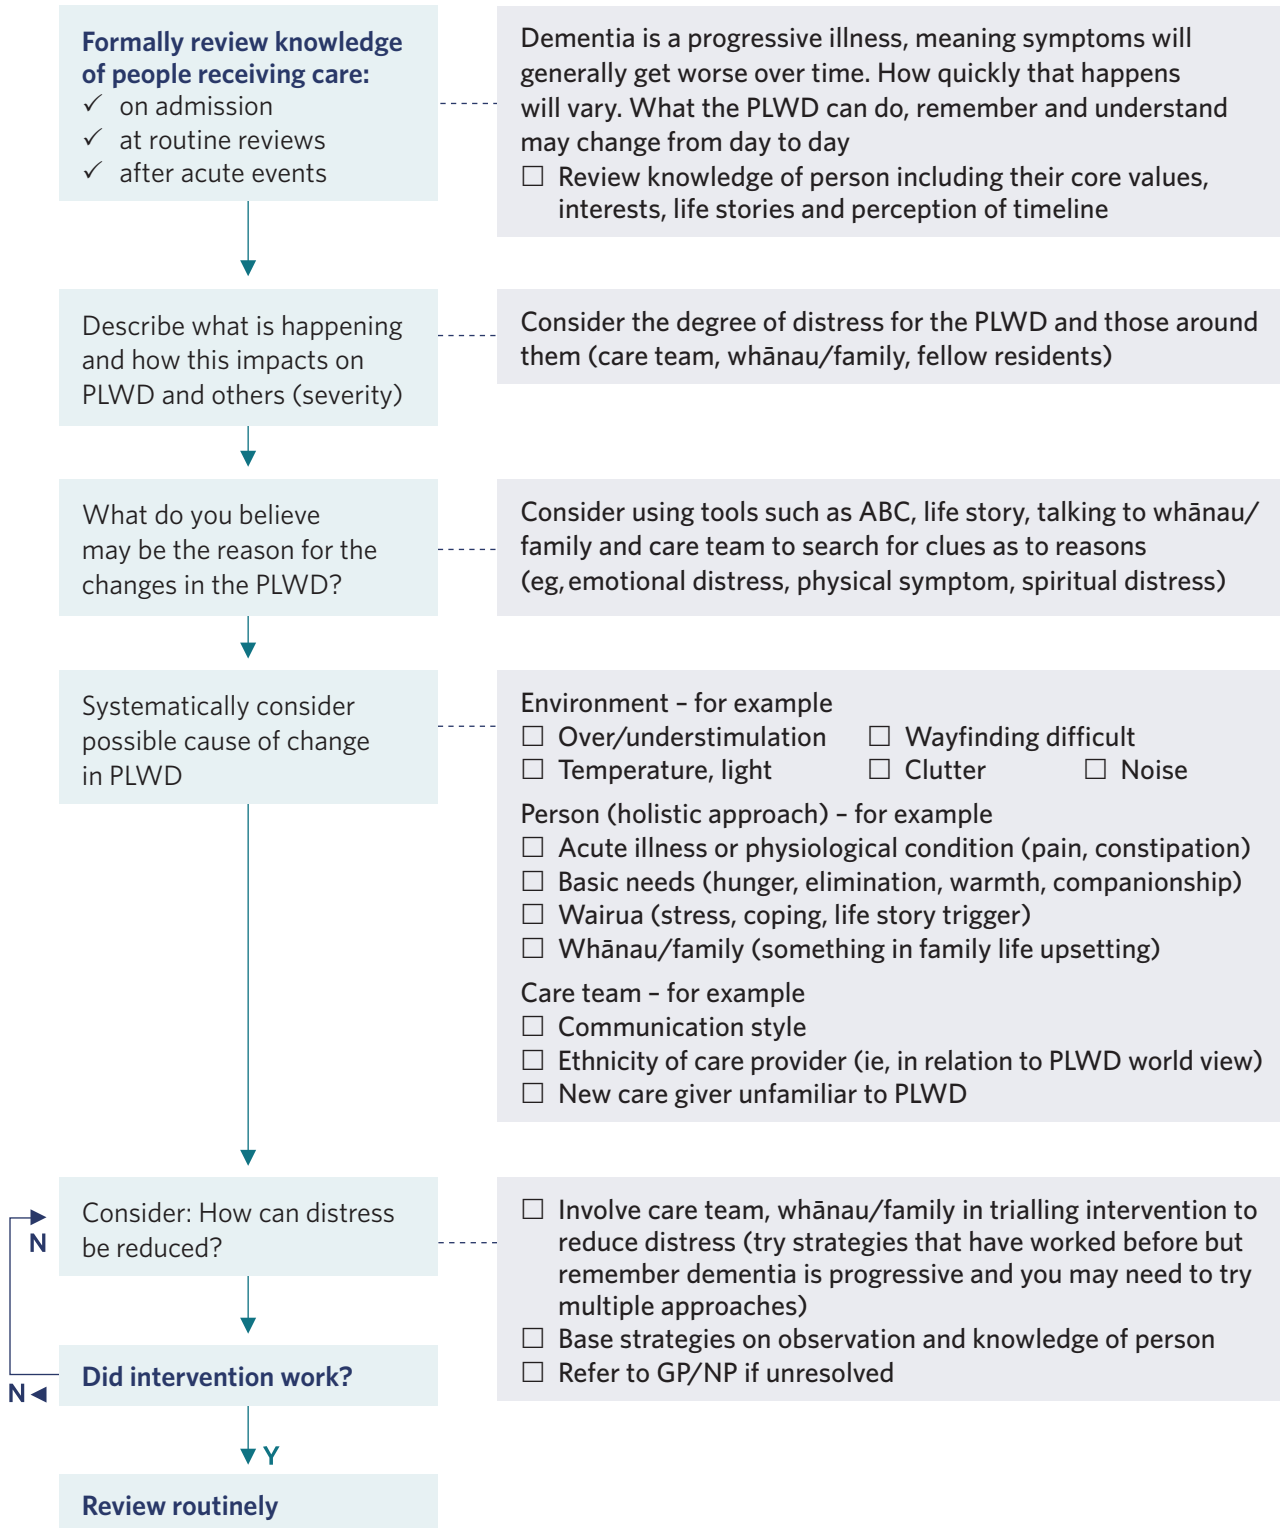 Formally review knowledge
of people receiving care:
✓ on admission
✓ at routine reviews
✓ after acute events
Dementia is a progressive illness, meaning symptoms will
generally get worse over time. How quickly that happens
will vary. What the PLWD can do, remember and understand
may change from day to day
☐ Review knowledge of person including their core values,
interests, life stories and perception of timeline
Describe what is happening
and how this impacts on
PLWD and others (severity)
Consider the degree of distress for the PLWD and those around
them (care team, whānau/family, fellow residents)
What do you believe
may be the reason for the
changes in the PLWD?
Consider using tools such as ABC, life story, talking to whānau/
family and care team to search for clues as to reasons
(eg, emotional distress, physical symptom, spiritual distress)
Systematically consider
possible cause of change
in PLWD
Environment – for example
☐ Over/understimulation ☐ Wayfinding difficult
☐ Temperature, light ☐ Clutter ☐ Noise
Person (holistic approach) – for example
☐ Acute illness or physiological condition (pain, constipation)
☐ Basic needs (hunger, elimination, warmth, companionship)
☐ Wairua (stress, coping, life story trigger)
☐ Whānau/family (something in family life upsetting)
Care team – for example
☐ Communication style
☐ Ethnicity of care provider (ie, in relation to PLWD world view)
☐ New care giver unfamiliar to PLWD
Consider: How can distress
be reduced?
N
☐ Involve care team, whānau/family in trialling intervention to
reduce distress (try strategies that have worked before but
remember dementia is progressive and you may need to try
multiple approaches)
☐ Base strategies on observation and knowledge of person
☐ Refer to GP/NP if unresolved
Did intervention work?
N
Y
Review routinely